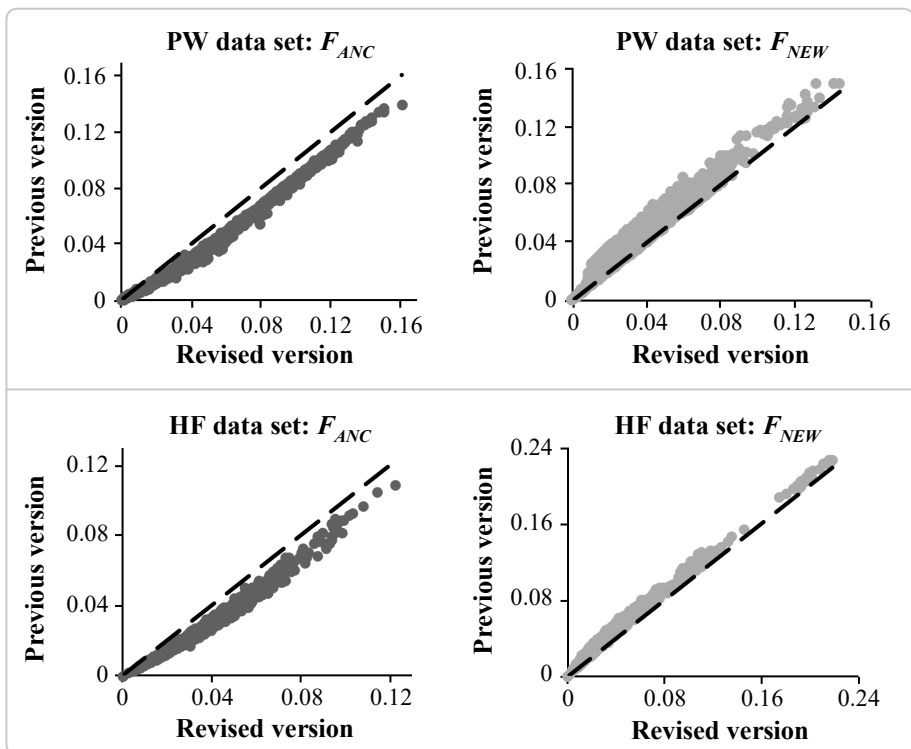 PW data set: F_ANC
0.16
0.12
0.08
0.04
0
Previous version
0 0.04 0.08 0.12 0.16
Revised version
PW data set: F_NEW
0.16
0.12
0.08
0.04
0
Previous version
0 0.04 0.08 0.12 0.16
Revised version
HF data set: F_ANC
0.12
0.08
0.04
0
Previous version
0 0.04 0.08 0.12
Revised version
HF data set: F_NEW
0.24
0.16
0.08
0
Previous version
0 0.08 0.16 0.24
Revised version